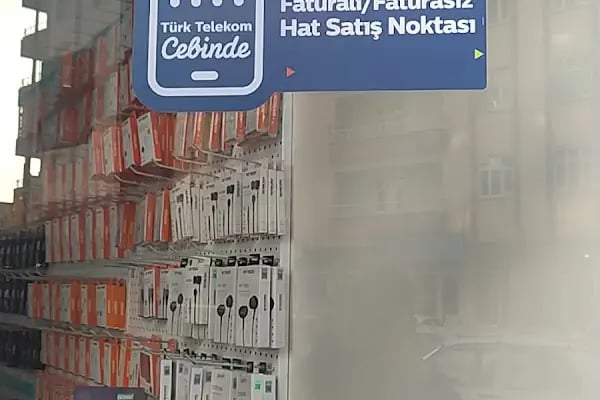 Türk Telekom
Cebinde
Faturalı/Faturasız
Hat Satış Noktası